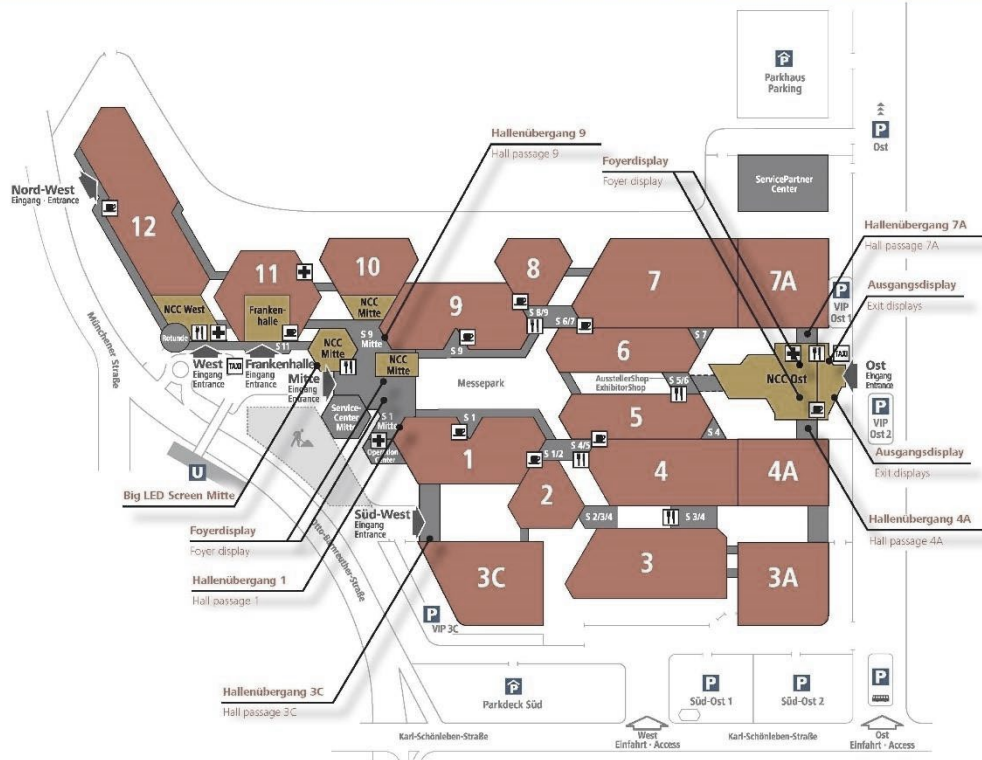 Parkhaus
Parking
P
Ost
Hallenübergang 9
Hall passage 9
Foyerdisplay
Foyer display
ServicePartner
Center
Nord-West
Eingang · Entrance
12
11
10
8
7
7A
Hallenübergang 7A
Hall passage 7A
P
VIP
Ost 1
Ausgangsdisplay
Exit displays
NCC West
Franken-
halle
NCC
Mitte
9
S 8/9
S 6/7
S 9
Mitte
S 9
6
S 7
Rotunde
S 11
NCC
Mitte
NCC
Mitte
West
Eingang
Entrance
TAXI
Frankenhalle
Eingang
Entrance
Mitte
Eingang
Entrance
Messepark
AusstellerShop
ExhibitorShop
S 5/6
NCC Ost
TAXI
Ost
Eingang
Entrance
P
VIP
Ost 2
Münchener Straße
Service-
Center
Mitte
S 1
Mitte
S 1
5
S 4
Operation
Center
1
S 1/2
S 4/5
4
4A
Ausgangsdisplay
Exit displays
U
Big LED Screen Mitte
2
Süd-West
Eingang
Entrance
S 2/3/4
S 3/4
Hallenübergang 4A
Hall passage 4A
Foyerdisplay
Foyer display
Otto-Bärnreuther-Straße
3C
3
3A
Hallenübergang 1
Hall passage 1
P
VIP 3C
Hallenübergang 3C
Hall passage 3C
P
Parkdeck Süd
P
Süd-Ost 1
P
Süd-Ost 2
P
Karl-Schönleben-Straße
West
Einfahrt · Access
Karl-Schönleben-Straße
Ost
Einfahrt · Access